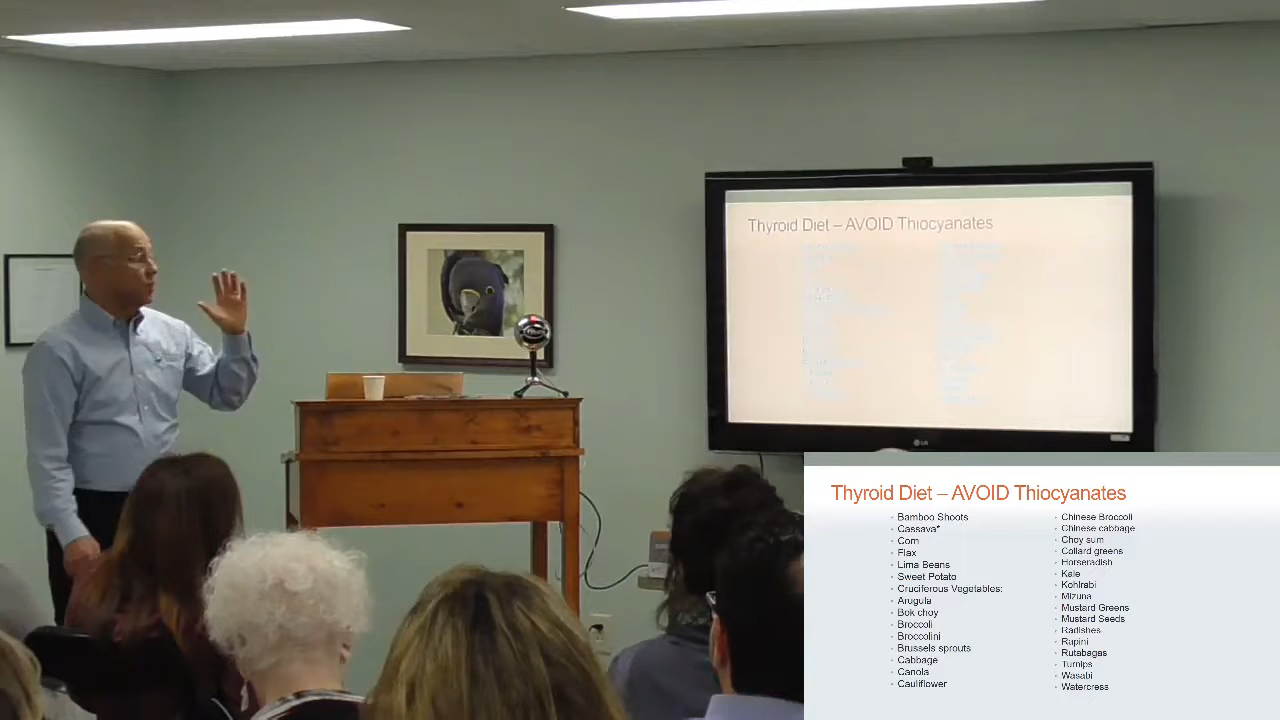 Thyroid Diet – AVOID Thiocyanates
LG
Thyroid Diet – AVOID Thiocyanates
• Bamboo Shoots
• Cassava*
• Corn
• Flax
• Lima Beans
• Sweet Potato
• Cruciferous Vegetables:
• Arugula
• Bok choy
• Broccoli
• Broccolini
• Brussels sprouts
• Cabbage
• Canola
• Cauliflower
• Chinese Broccoli
• Chinese cabbage
• Choy sum
• Collard greens
• Horseradish
• Kale
• Kohlrabi
• Mizuna
• Mustard Greens
• Mustard Seeds
• Radishes
• Rapini
• Rutabagas
• Turnips
• Wasabi
• Watercress